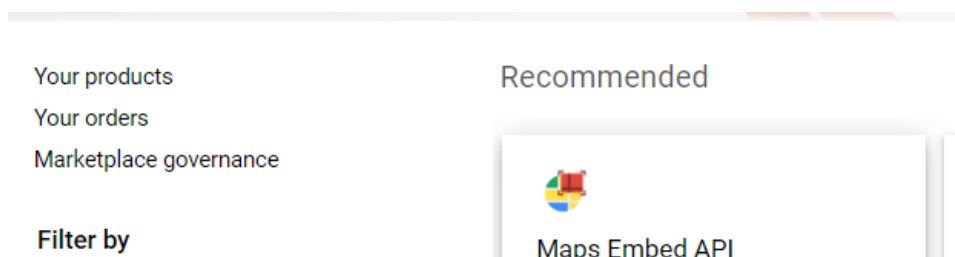 Your products
Your orders
Marketplace governance
Filter by
Recommended
Maps Embed API